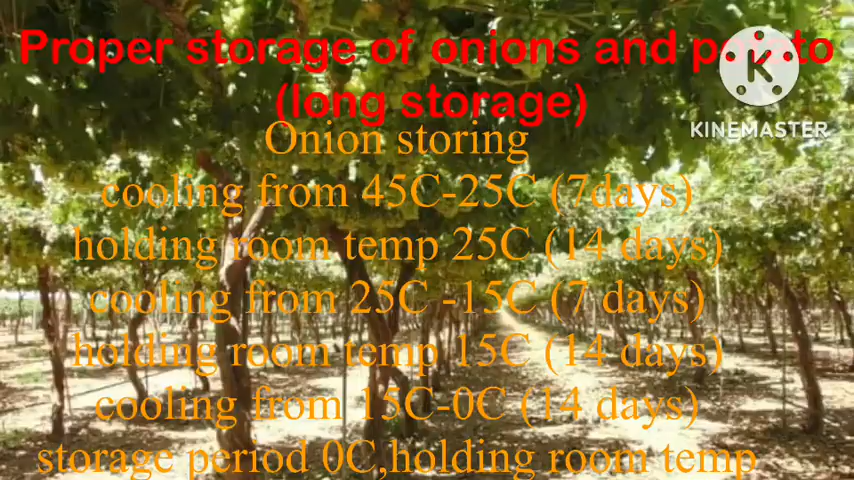 Proper storage of onions and potato
(long storage)
KINEMASTER
Onion storing
cooling from 45C-25C (7days)
holding room temp 25C (14 days)
cooling from 25C -15C (7 days)
holding room temp 15C (14 days)
cooling from 15C-0C (14 days)
storage period 0C,holding room temp